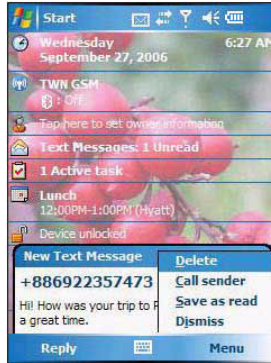 Start
Wednesday 6:27 AM
September 27, 2006
TWN GSM
: Off
Tap here to set owner information
Text Messages: 1 Unread
1 Active task
Lunch
12:00PM-1:00PM (Hyatt)
Device unlocked
New Text Message
+886922357473
Hi! How was your trip to
a great time.
Delete
Call sender
Save as read
Dismiss
Reply
Menu